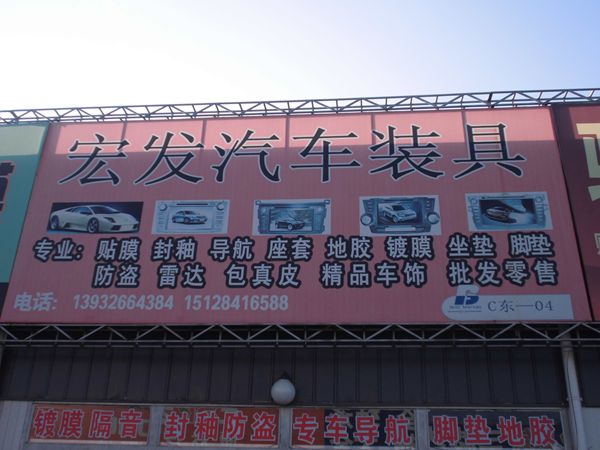 宏发汽车装具
专业: 贴膜 封釉 导航 座套 地胶 镀膜 坐垫 脚垫
防盗 雷达 包真皮 精品车饰 批发零售
电话: 13932664384 15128416588
C东—04
镀膜隔音 封釉防盗 专车导航 脚垫地胶